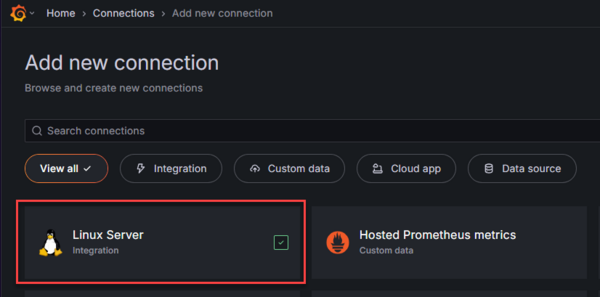 Home > Connections > Add new connection
Add new connection
Browse and create new connections
Search connections
View all Integration Custom data Cloud app Data source
Linux Server Hosted Prometheus metrics
Integration Custom data